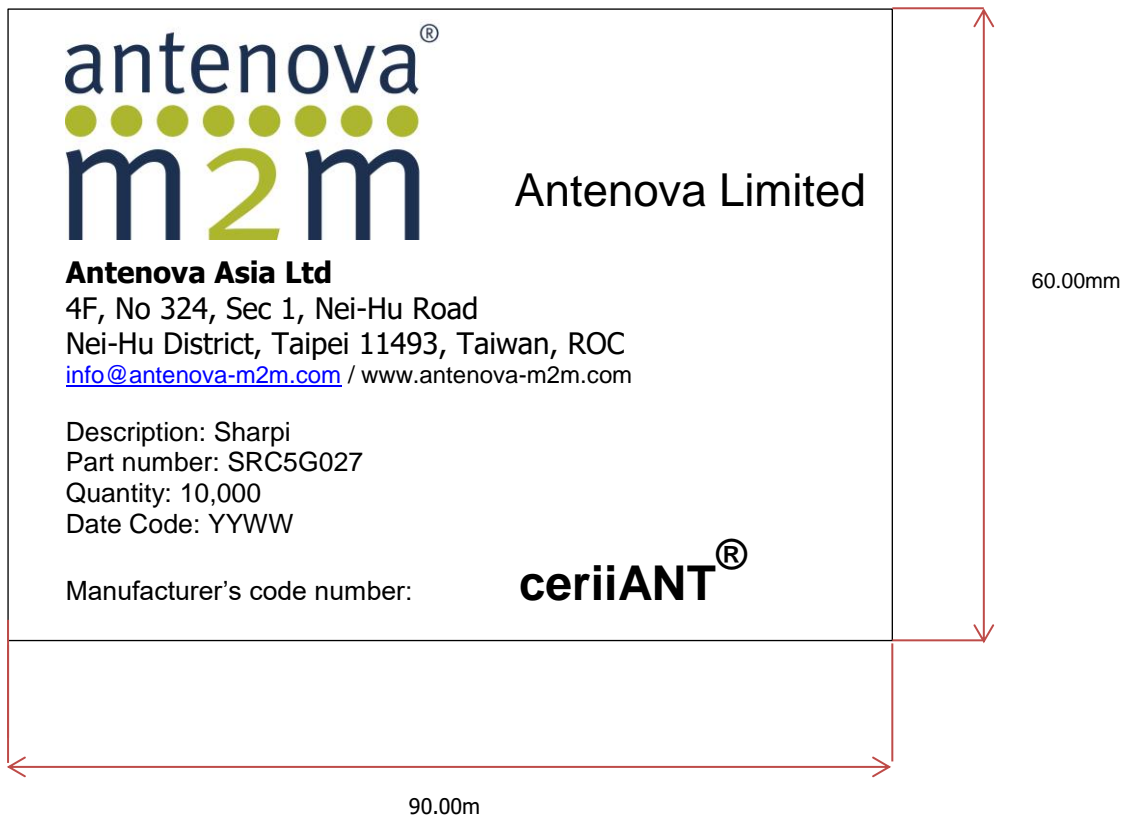 antenova®
m2m
Antenova Limited
Antenova Asia Ltd
4F, No 324, Sec 1, Nei-Hu Road
Nei-Hu District, Taipei 11493, Taiwan, ROC
info@antenova-m2m.com / www.antenova-m2m.com
Description: Sharpi
Part number: SRC5G027
Quantity: 10,000
Date Code: YYWW
Manufacturer’s code number:
ceriiANT®
60.00mm
90.00m